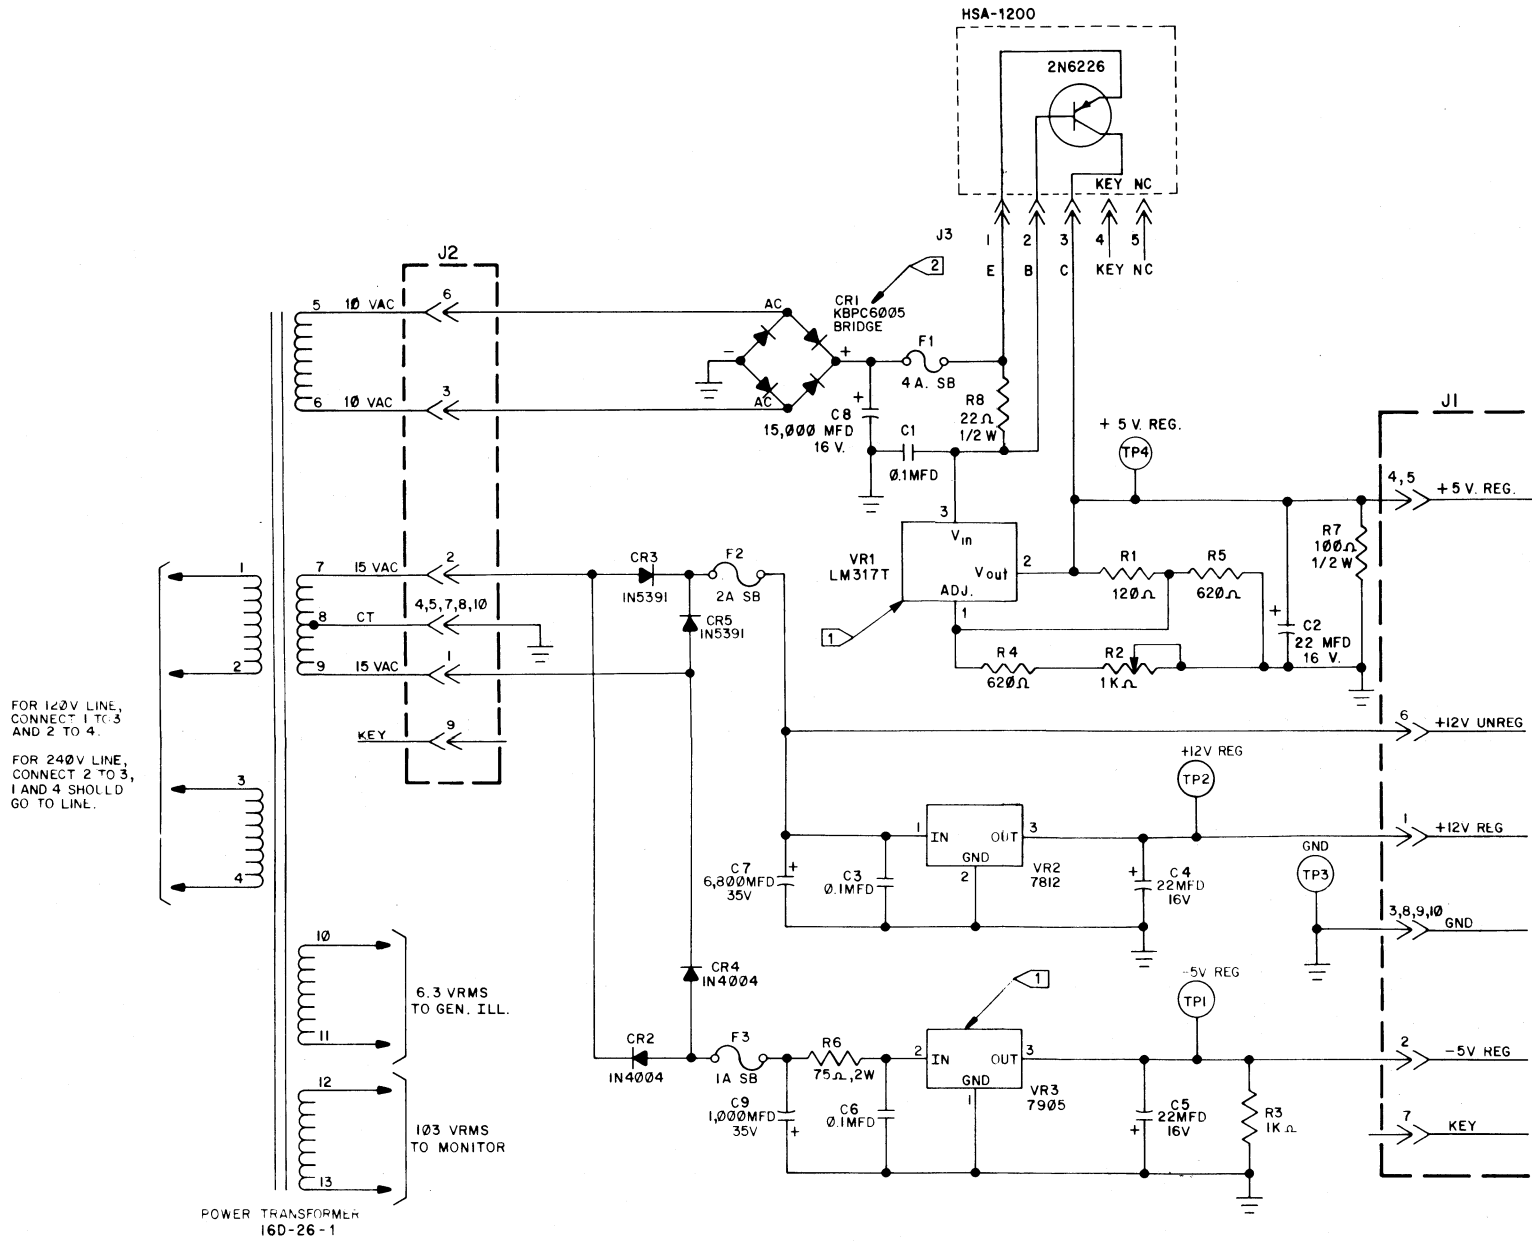 HSA-1200
2N6226
KEY NC
J3
1 2 3 4 5
E B C KEY NC
2
CR1
KBPC6005
BRIDGE
J2
5 10 VAC 6
6 10 VAC 3
AC
-
+
AC
F1
4A. SB
+
C8
15,000 MFD
16 V.
C1
0.1MFD
R8
22Ω
1/2 W
+ 5 V. REG.
TP4
J1
4,5
+5 V. REG.
3
Vin
VR1
LM317T
Vout
2
ADJ.
1
1
R1
120Ω
R5
620Ω
R4
620Ω
R2
1KΩ
+
C2
22 MFD
16 V.
R7
100Ω
1/2 W
1
2
7 15 VAC 2
8 CT 4,5,7,8,10
9 15 VAC 1
KEY 9
CR3
1N5391
F2
2A SB
CR5
1N5391
FOR 120V LINE,
CONNECT 1 TO 3
AND 2 TO 4.
FOR 240V LINE,
CONNECT 2 TO 3,
1 AND 4 SHOULD
GO TO LINE.
3
4
6
+12V UNREG
+12V REG
TP2
1
+12V REG
1 IN OUT 3
GND
2
VR2
7812
C7
6,800MFD
35V
+
C3
0.1MFD
+
C4
22MFD
16V
GND
TP3
3,8,9,10
GND
CR4
1N4004
1
-5V REG
TP1
10
11
6.3 VRMS
TO GEN. ILL.
CR2
1N4004
F3
1A SB
R6
75Ω,2W
2 IN OUT 3
GND
1
VR3
7905
2
-5V REG
C9
1,000MFD
35V
+
C6
0.1MFD
C5
22MFD
16V
+
R3
1KΩ
7
KEY
12
13
103 VRMS
TO MONITOR
POWER TRANSFORMER
16D-26-1